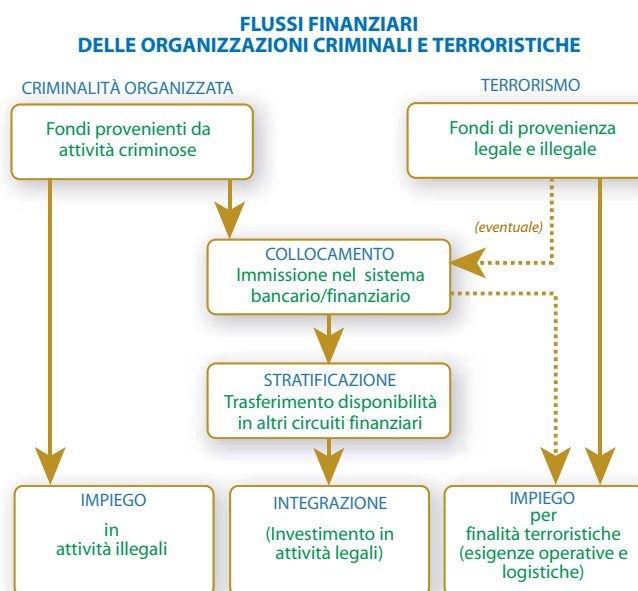 FLUSSI FINANZIARI
DELLE ORGANIZZAZIONI CRIMINALI E TERRORISTICHE
CRIMINALITÀ ORGANIZZATA
Fondi provenienti da
attività criminose
TERRORISMO
Fondi di provenienza
legale e illegale
(eventuale)
COLLOCAMENTO
Immissione nel sistema
bancario/finanziario
STRATIFICAZIONE
Trasferimento disponibilità
in altri circuiti finanziari
IMPIEGO
in
attività illegali
INTEGRAZIONE
(Investimento in
attività legali)
IMPIEGO
per
finalità terroristiche
(esigenze operative e
logistiche)